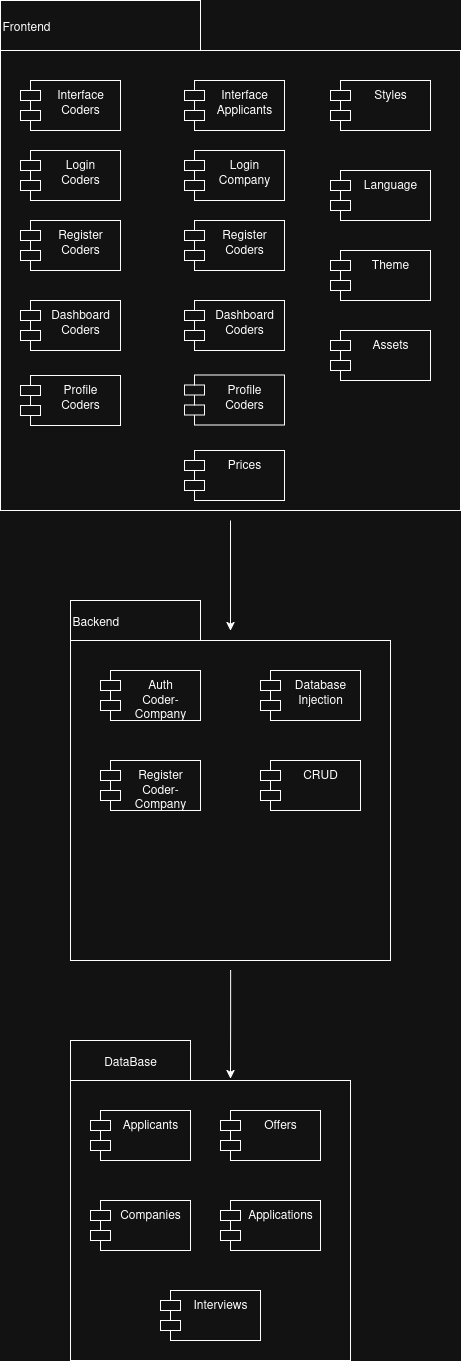 Frontend
Interface
Coders
Interface
Applicants
Styles
Login
Coders
Login
Company
Language
Register
Coders
Register
Coders
Theme
Dashboard
Coders
Dashboard
Coders
Assets
Profile
Coders
Profile
Coders
Prices
Backend
Auth
Coder-
Company
Database
Injection
Register
Coder-
Company
CRUD
DataBase
Applicants
Offers
Companies
Applications
Interviews